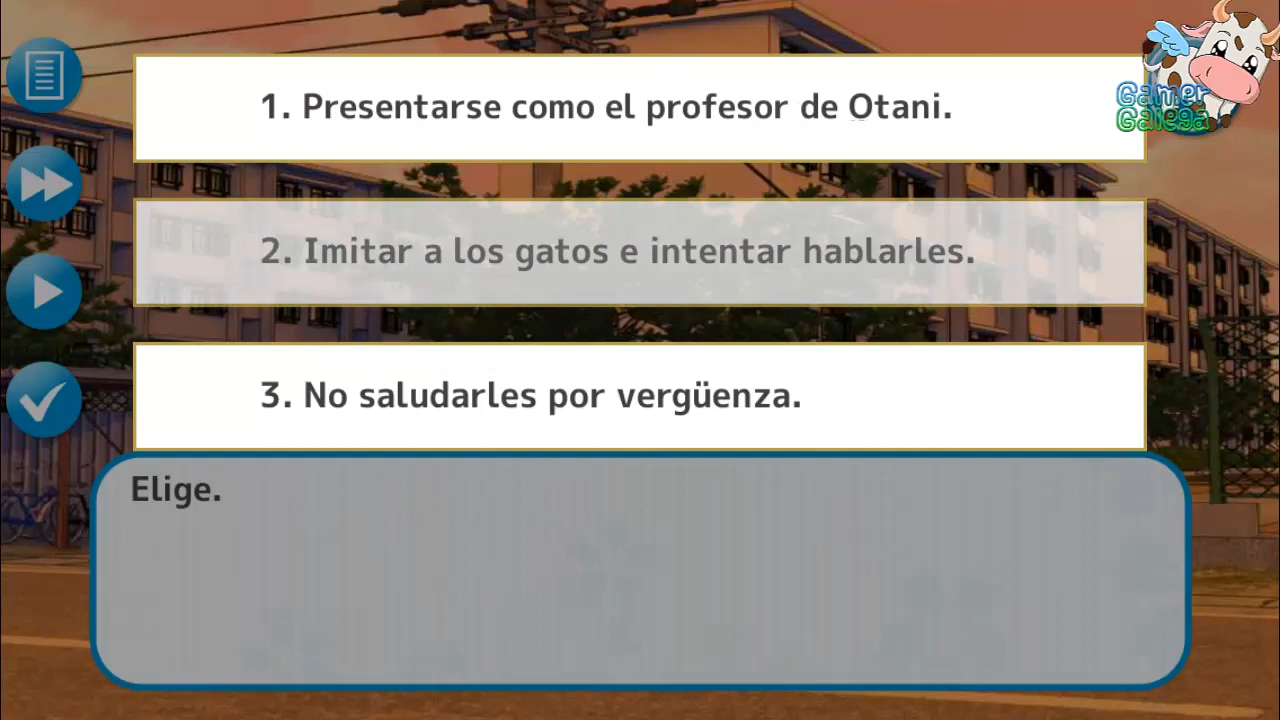 1. Presentarse como el profesor de Otani.
Gamer
Galega
2. Imitar a los gatos e intentar hablarles.
3. No saludarles por vergüenza.
Elige.